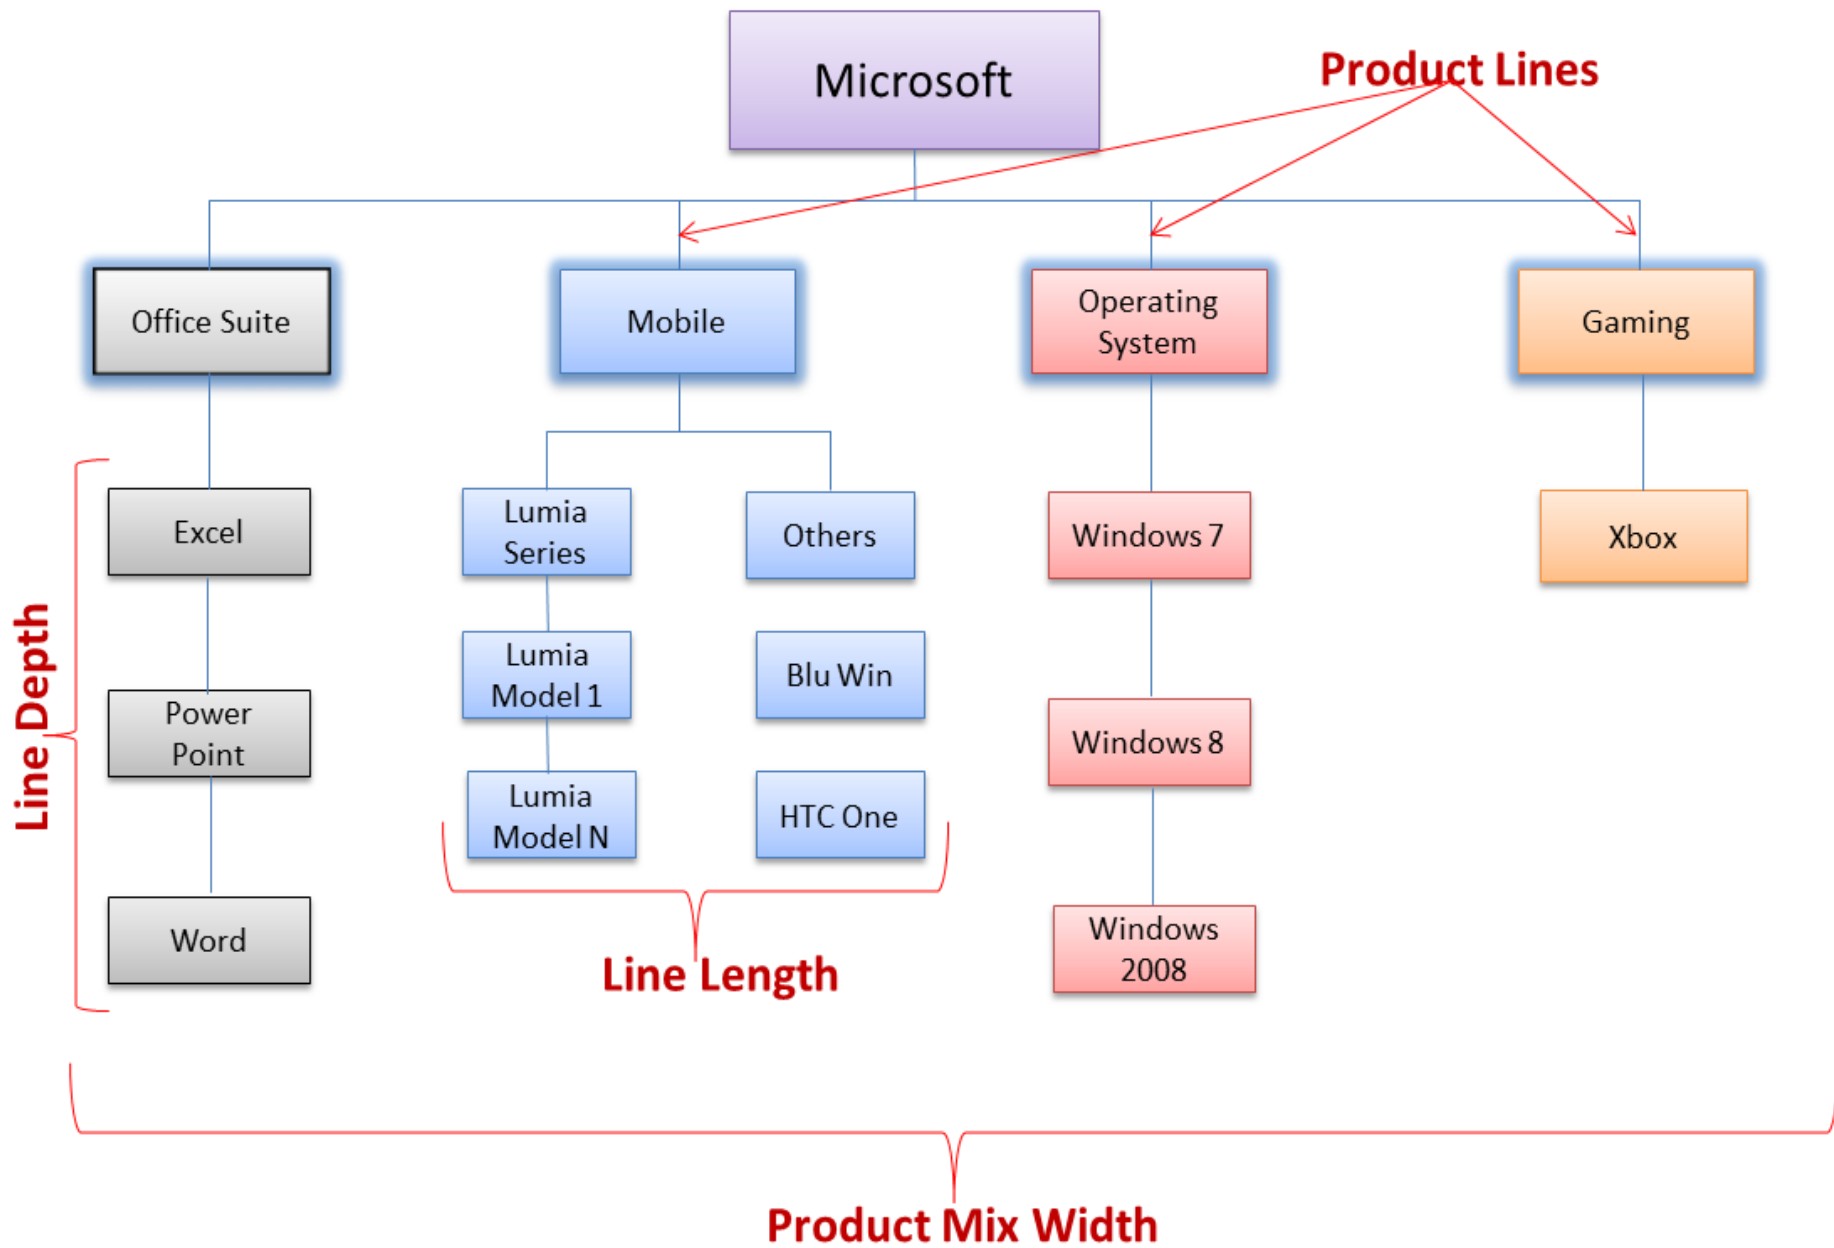 Microsoft
Product Lines
Office Suite
Mobile
Operating
System
Gaming
Excel
Lumia
Series
Others
Windows 7
Xbox
Line Depth
Power
Point
Lumia
Model 1
Blu Win
Windows 8
Lumia
Model N
HTC One
Word
Line Length
Windows
2008
Product Mix Width